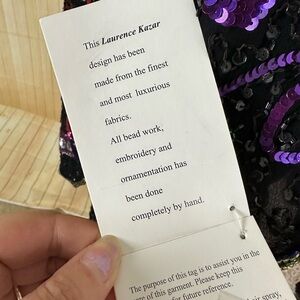 This Laurence Kazar
design has been
made from the finest
and most luxurious
fabrics.
All bead work,
embroidery and
ornamentation has
been done
completely by hand.
The purpose of this tag is to assist you in the
of this garment. Please keep this
for future reference.
spray,